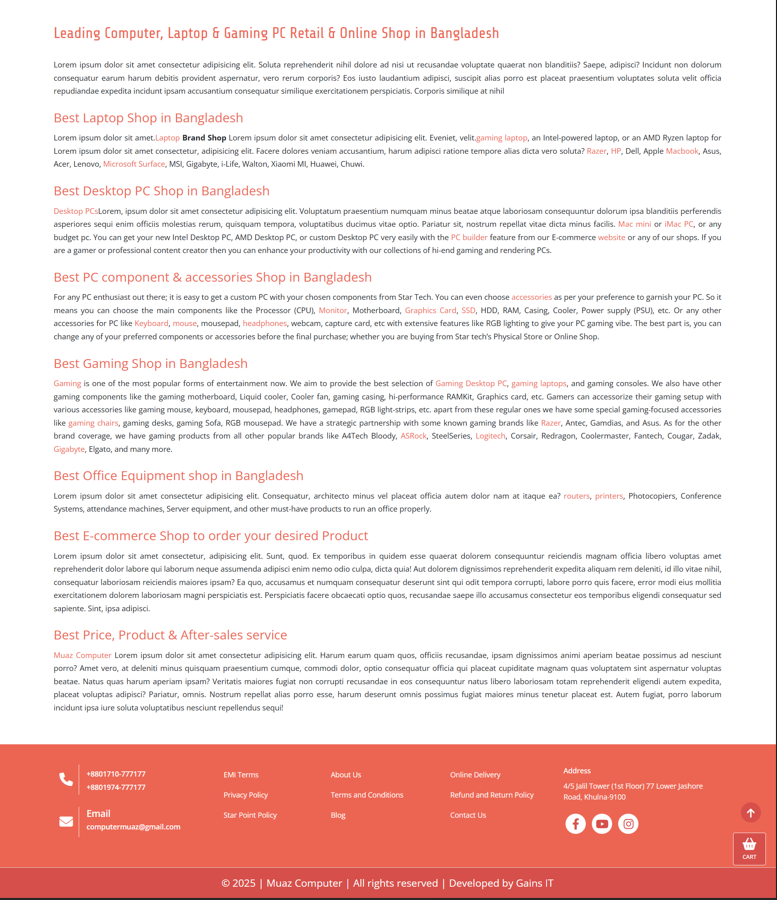 Leading Computer, Laptop & Gaming PC Retail & Online Shop in Bangladesh
Lorem ipsum dolor sit amet consectetur adipisicing elit. Soluta reprehenderit nihil dolore ad nisi ut recusandae voluptate quaerat non blanditiis? Saepe, adipisci? Incidunt non dolorum
consequatur earum harum debitis provident aspernatur, vero rerum corporis? Eos iusto laudantium adipisci, suscipit alias porro est placeat praesentium voluptates soluta velit officia
repudiandae expedita incidunt ipsam accusantium consequatur similique exercitationem perspiciatis. Corporis similique at nihil
Best Laptop Shop in Bangladesh
Lorem ipsum dolor sit amet.Laptop Brand Shop Lorem ipsum dolor sit amet consectetur adipisicing elit. Eveniet, velit.gaming laptop, an Intel-powered laptop, or an AMD Ryzen laptop for
Lorem ipsum dolor sit amet consectetur, adipisicing elit. Facere dolores veniam accusantium, harum adipisci ratione tempore alias dicta vero soluta? Razer, HP, Dell, Apple Macbook, Asus,
Acer, Lenovo, Microsoft Surface, MSI, Gigabyte, i-Life, Walton, Xiaomi MI, Huawei, Chuwi.
Best Desktop PC Shop in Bangladesh
Desktop PCsLorem, ipsum dolor sit amet consectetur adipisicing elit. Voluptatum praesentium numquam minus beatae atque laboriosam consequuntur dolorum ipsa blanditiis perferendis
asperiores sequi enim officiis molestias rerum, quisquam tempora, voluptatibus ducimus vitae optio. Pariatur sit, nostrum repellat vitae dicta minus facilis. Mac mini or iMac PC, or any
budget pc. You can get your new Intel Desktop PC, AMD Desktop PC, or custom Desktop PC very easily with the PC builder feature from our E-commerce website or any of our shops. If you
are a gamer or professional content creator then you can enhance your productivity with our collections of hi-end gaming and rendering PCs.
Best PC component & accessories Shop in Bangladesh
For any PC enthusiast out there; it is easy to get a custom PC with your chosen components from Star Tech. You can even choose accessories as per your preference to garnish your PC. So it
means you can choose the main components like the Processor (CPU), Monitor, Motherboard, Graphics Card, SSD, HDD, RAM, Casing, Cooler, Power supply (PSU), etc. Or any other
accessories for PC like Keyboard, mouse, mousepad, headphones, webcam, capture card, etc with extensive features like RGB lighting to give your PC gaming vibe. The best part is, you can
change any of your preferred components or accessories before the final purchase; whether you are buying from Star tech's Physical Store or Online Shop.
Best Gaming Shop in Bangladesh
Gaming is one of the most popular forms of entertainment now. We aim to provide the best selection of Gaming Desktop PC, gaming laptops, and gaming consoles. We also have other
gaming components like the gaming motherboard, Liquid cooler, Cooler fan, gaming casing, hi-performance RAMKit, Graphics card, etc. Gamers can accessorize their gaming setup with
various accessories like gaming mouse, keyboard, mousepad, headphones, gamepad, RGB light-strips, etc. apart from these regular ones we have some special gaming-focused accessories
like gaming chairs, gaming desks, gaming Sofa, RGB mousepad. We have a strategic partnership with some known gaming brands like Razer, Antec, Gamdias, and Asus. As for the other
brand coverage, we have gaming products from all other popular brands like A4Tech Bloody, ASRock, SteelSeries, Logitech, Corsair, Redragon, Coolermaster, Fantech, Cougar, Zadak,
Gigabyte, Elgato, and many more.
Best Office Equipment shop in Bangladesh
Lorem ipsum dolor sit amet consectetur adipisicing elit. Consequatur, architecto minus vel placeat officia autem dolor nam at itaque ea? routers, printers, Photocopiers, Conference
Systems, attendance machines, Server equipment, and other must-have products to run an office properly.
Best E-commerce Shop to order your desired Product
Lorem ipsum dolor sit amet consectetur, adipisicing elit. Sunt, quod. Ex temporibus in quidem esse quaerat dolorem consequuntur reiciendis magnam officia libero voluptas amet
reprehenderit dolor labore qui laborum neque assumenda adipisci enim nemo odio culpa, dicta quia! Aut dolorem dignissimos reprehenderit expedita aliquam rem deleniti, id illo vitae nihil,
consequatur laboriosam reiciendis maiores ipsam? Ea quo, accusamus et numquam consequatur deserunt sint qui odit tempora corrupti, labore porro quis facere, error modi eius mollitia
exercitationem dolorem laboriosam magni perspiciatis est. Perspiciatis facere obcaecati optio quos, recusandae saepe illo accusamus consectetur eos temporibus eligendi consequatur sed
sapiente. Sint, ipsa adipisci.
Best Price, Product & After-sales service
Muaz Computer Lorem ipsum dolor sit amet consectetur adipisicing elit. Harum earum quam quos, officiis recusandae, ipsam dignissimos animi aperiam beatae possimus ad nesciunt
porro? Amet vero, at deleniti minus quisquam praesentium cumque, commodi dolor, optio consequatur officia qui placeat cupiditate magnam quas voluptatem sint aspernatur voluptas
beatae. Natus quas harum aperiam ipsam? Veritatis maiores fugiat non corrupti recusandae in eos consequuntur natus libero laboriosam totam reprehenderit eligendi autem expedita,
placeat voluptas adipisci? Pariatur, omnis. Nostrum repellat alias porro esse, harum deserunt omnis possimus fugiat maiores minus tenetur placeat est. Autem fugiat, porro laborum
incidunt ipsa iure soluta voluptatibus nesciunt repellendus sequi!
+8801710-777177
+8801974-777177
Email
computermuaz@gmail.com
EMI Terms
Privacy Policy
Star Point Policy
About Us
Terms and Conditions
Blog
Online Delivery
Refund and Return Policy
Contact Us
Address
4/5 Jalil Tower (1st Floor) 77 Lower Jashore
Road, Khulna-9100
CART
© 2025 | Muaz Computer | All rights reserved | Developed by Gains IT